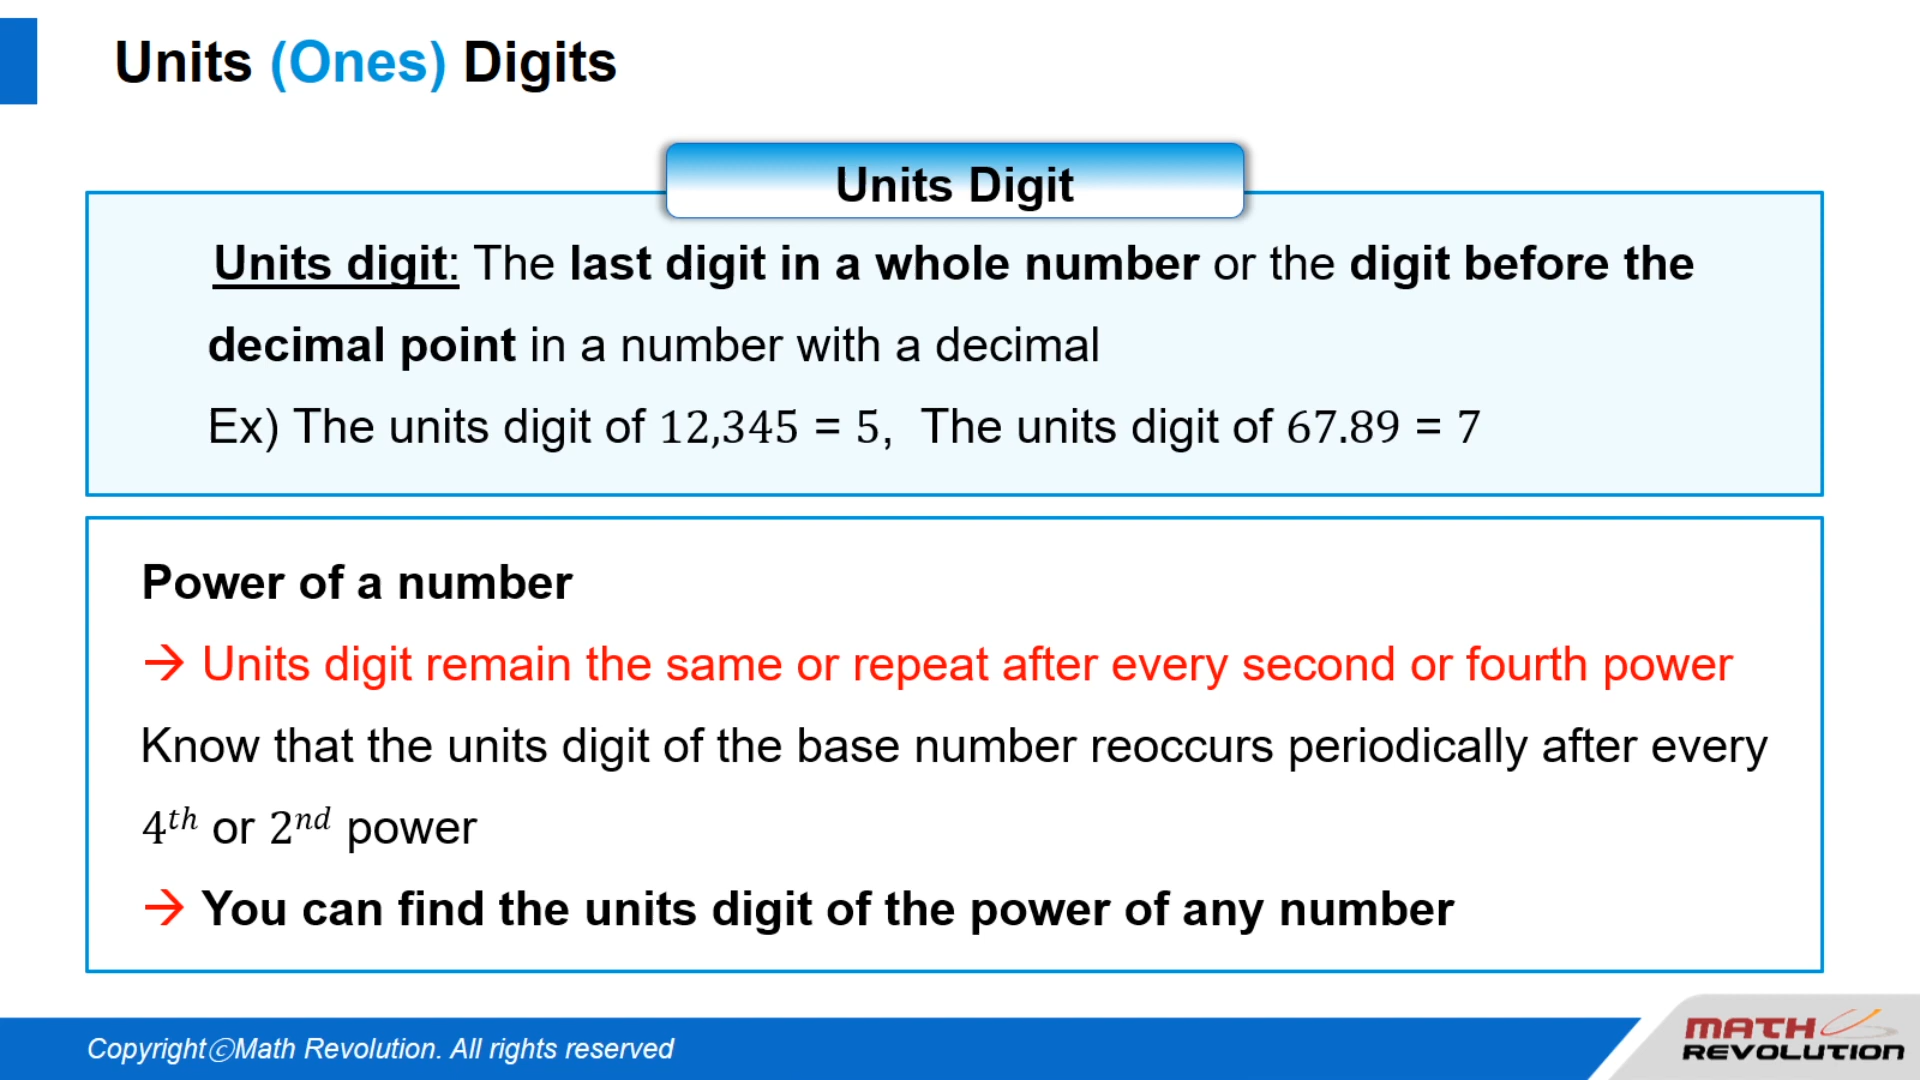 Units (Ones) Digits
Units Digit
Units digit: The last digit in a whole number or the digit before the
decimal point in a number with a decimal
Ex) The units digit of 12,345 = 5, The units digit of 67.89 = 7
Power of a number
→ Units digit remain the same or repeat after every second or fourth power
Know that the units digit of the base number reoccurs periodically after every
4th or 2nd power
→ You can find the units digit of the power of any number
CopyrightⓒMath Revolution. All rights reserved
MATH
REVOLUTION